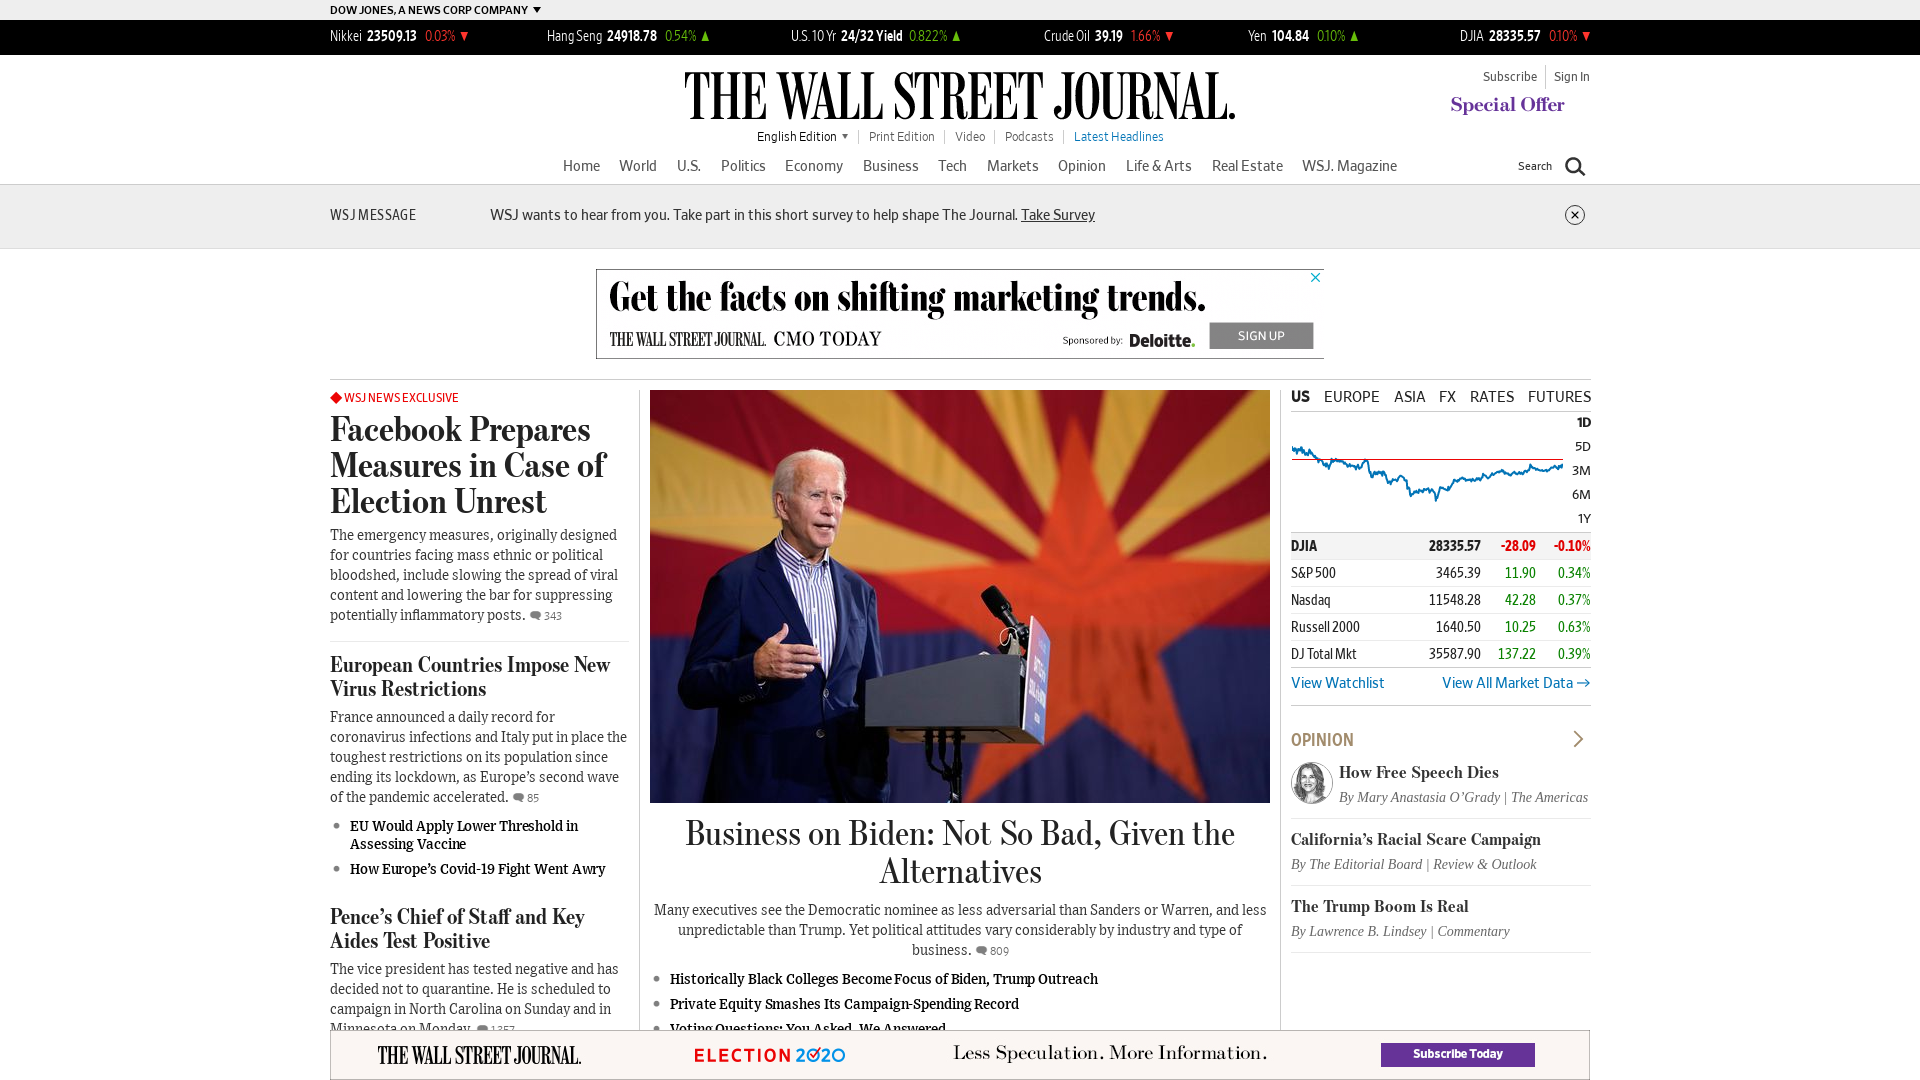 DOW JONES, A NEWS CORP COMPANY
Nikkei 23509.13 0.03% Hang Seng 24918.78 0.54% U.S. 10 Yr 24/32 Yield 0.822% Crude Oil 39.19 1.66% Yen 104.84 0.10% DJIA 28335.57 0.10%
Subscribe Sign In
THE WALL STREET JOURNAL.
Special Offer
English Edition Print Edition Video Podcasts Latest Headlines
Home World U.S. Politics Economy Business Tech Markets Opinion Life & Arts Real Estate WSJ. Magazine Search
WSJ MESSAGE WSJ wants to hear from you. Take part in this short survey to help shape The Journal. Take Survey
Get the facts on shifting marketing trends.
THE WALL STREET JOURNAL. CMO TODAY Sponsored by: Deloitte. SIGN UP
WSJ NEWS EXCLUSIVE
Facebook Prepares
Measures in Case of
Election Unrest
The emergency measures, originally designed
for countries facing mass ethnic or political
bloodshed, include slowing the spread of viral
content and lowering the bar for suppressing
potentially inflammatory posts. 343
European Countries Impose New
Virus Restrictions
France announced a daily record for
coronavirus infections and Italy put in place the
toughest restrictions on its population since
ending its lockdown, as Europe’s second wave
of the pandemic accelerated. 85
EU Would Apply Lower Threshold in
Assessing Vaccine
How Europe’s Covid-19 Fight Went Awry
Pence’s Chief of Staff and Key
Aides Test Positive
The vice president has tested negative and has
decided not to quarantine. He is scheduled to
campaign in North Carolina on Sunday and in
Minnesota on Monday. 1357
Business on Biden: Not So Bad, Given the
Alternatives
Many executives see the Democratic nominee as less adversarial than Sanders or Warren, and less
unpredictable than Trump. Yet political attitudes vary considerably by industry and type of
business. 809
Historically Black Colleges Become Focus of Biden, Trump Outreach
Private Equity Smashes Its Campaign-Spending Record
Voting Questions: You Asked, We Answered
US EUROPE ASIA FX RATES FUTURES
1D
5D
3M
6M
1Y
DJIA 28335.57 -28.09 -0.10%
S&P 500 3465.39 11.90 0.34%
Nasdaq 11548.28 42.28 0.37%
Russell 2000 1640.50 10.25 0.63%
DJ Total Mkt 35587.90 137.22 0.39%
View Watchlist View All Market Data
OPINION
How Free Speech Dies
By Mary Anastasia O’Grady | The Americas
California’s Racial Scare Campaign
By The Editorial Board | Review & Outlook
The Trump Boom Is Real
By Lawrence B. Lindsey | Commentary
THE WALL STREET JOURNAL. ELECTION 2020 Less Speculation. More Information. Subscribe Today